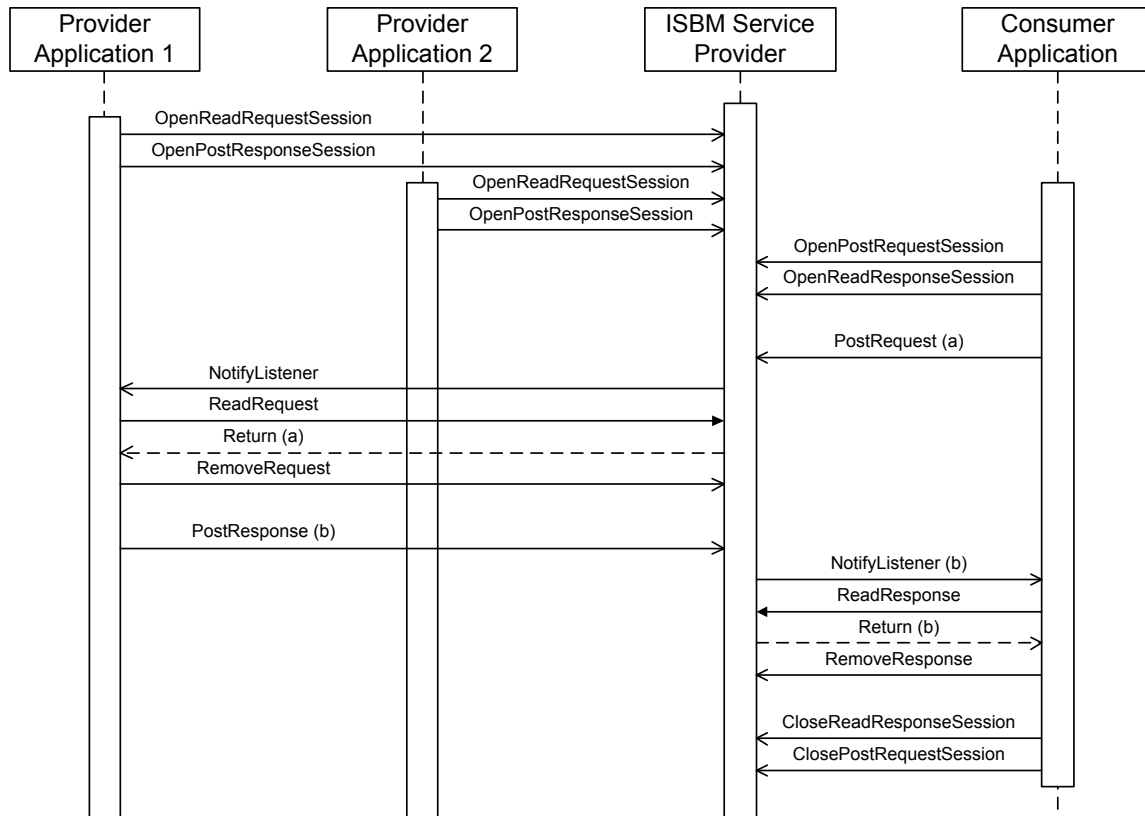 Provider
Application 1
Provider
Application 2
ISBM Service
Provider
Consumer
Application
OpenReadRequestSession
OpenPostResponseSession
OpenReadRequestSession
OpenPostResponseSession
OpenPostRequestSession
OpenReadResponseSession
PostRequest (a)
NotifyListener
ReadRequest
Return (a)
RemoveRequest
PostResponse (b)
NotifyListener (b)
ReadResponse
Return (b)
RemoveResponse
CloseReadResponseSession
ClosePostRequestSession